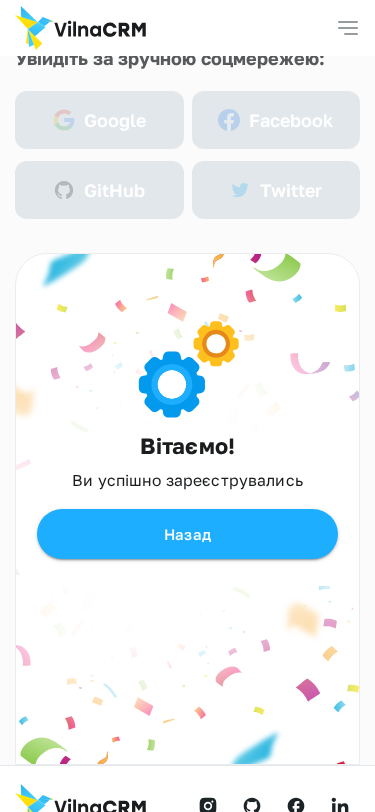 VilnaCRM
Увійдіть за зручною соцмережею:
Google
Facebook
GitHub
Twitter
Вітаємо!
Ви успішно зареєструвались
Назад
VilnaCRM